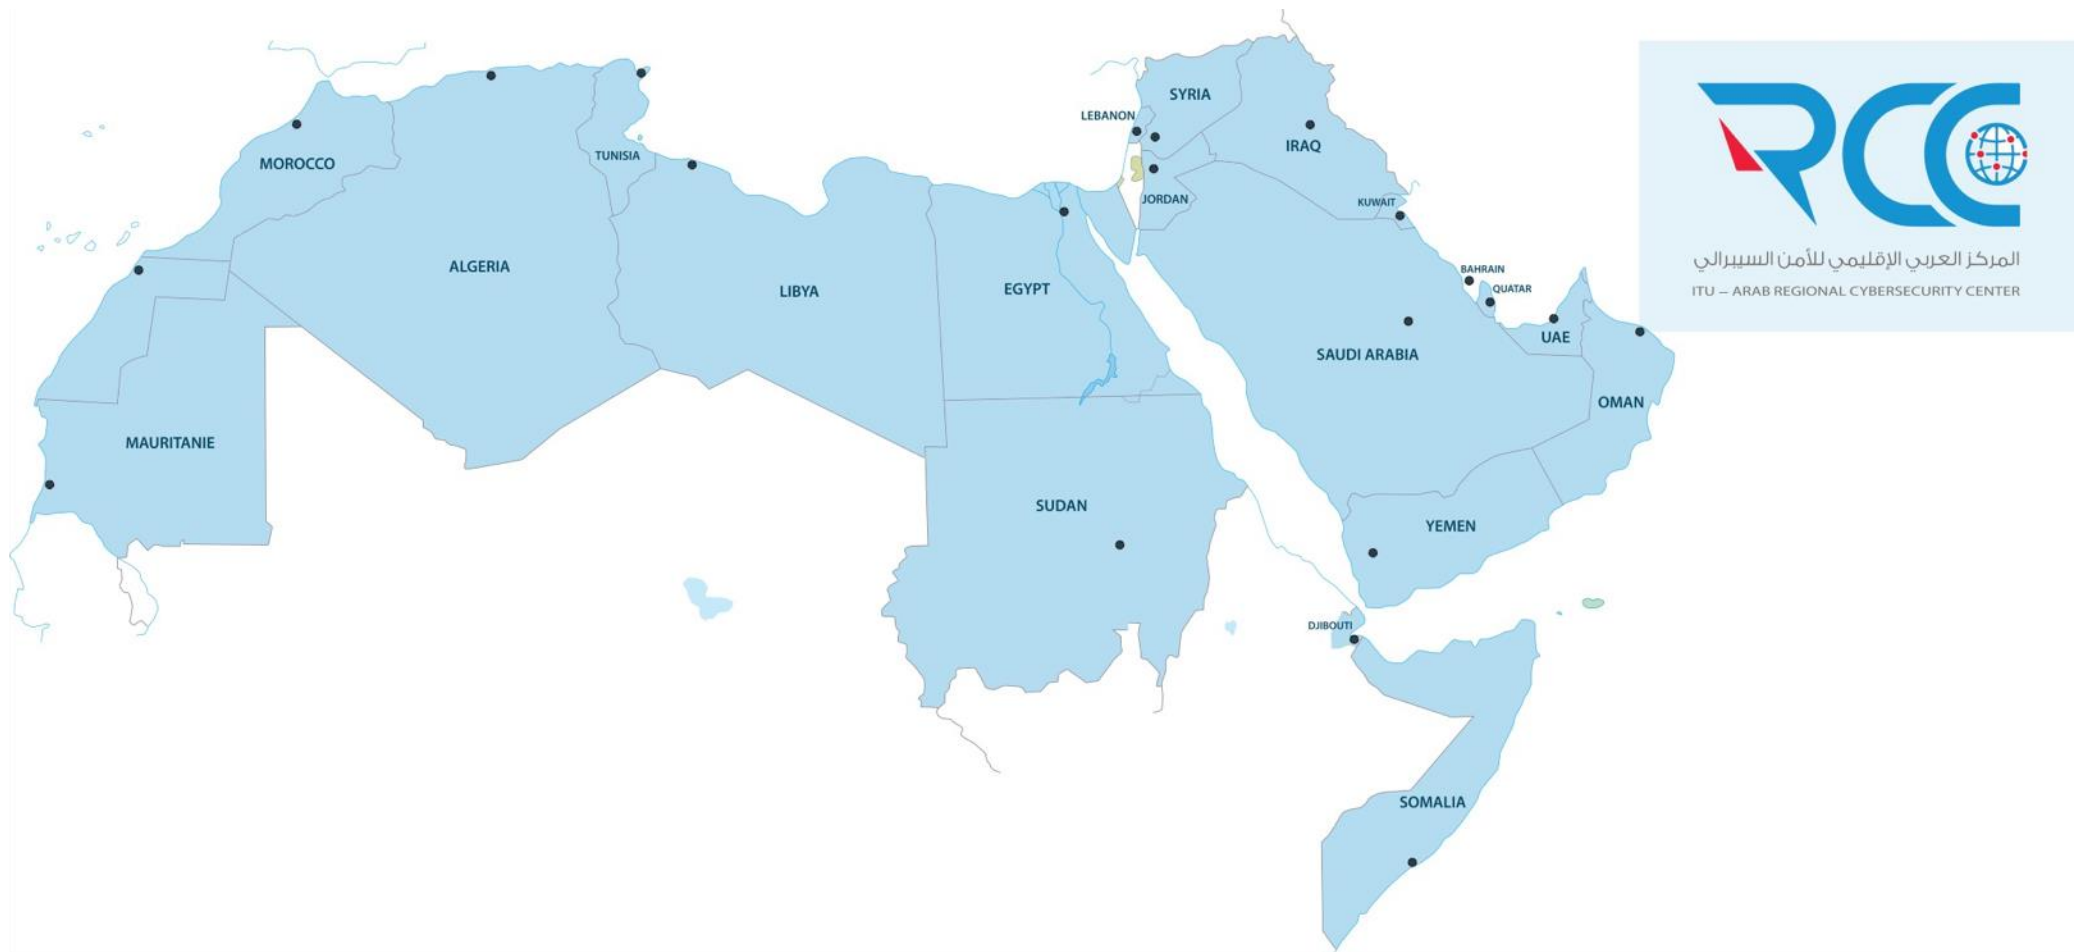 SYRIA
LEBANON
IRAQ
MOROCCO
TUNISIA
JORDAN
KUWAIT
ALGERIA
LIBYA
EGYPT
BAHRAIN
QUATAR
UAE
SAUDI ARABIA
OMAN
MAURITANIE
SUDAN
YEMEN
DJIBOUTI
SOMALIA
RCC
المركز العربي الإقليمي للأمن السيبراني
ITU – ARAB REGIONAL CYBERSECURITY CENTER